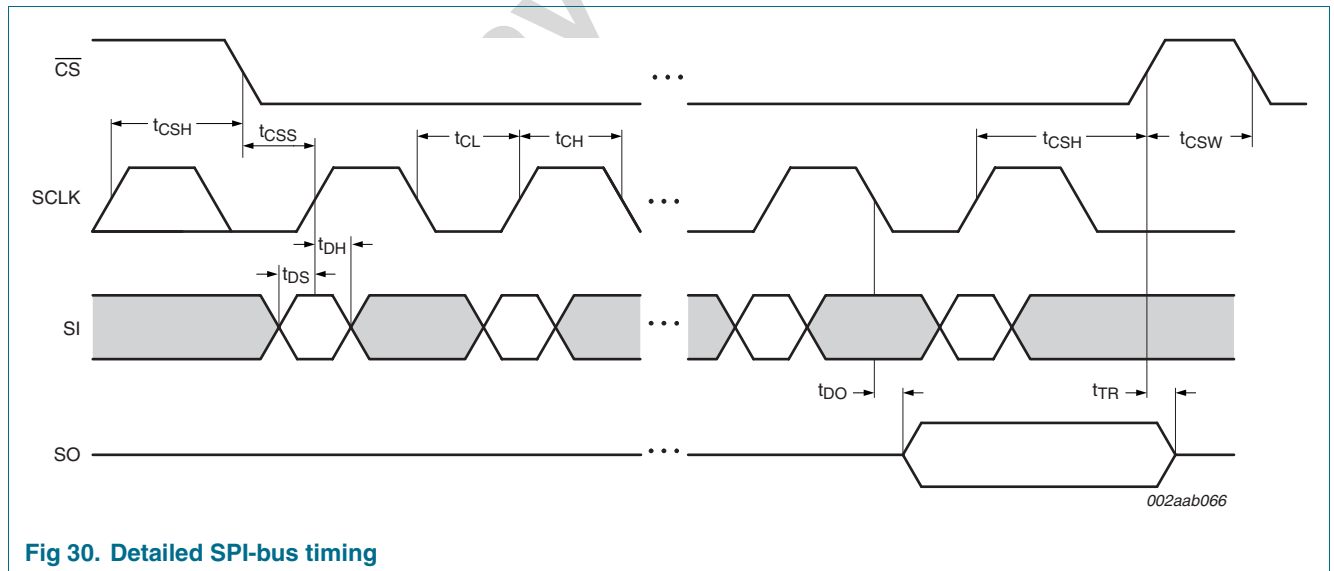 CS
tCSH
tCSS
tCL
tCH
tCSH
tCSW
SCLK
tDH
tDS
SI
tDO
tTR
SO
002aab066
Fig 30. Detailed SPI-bus timing